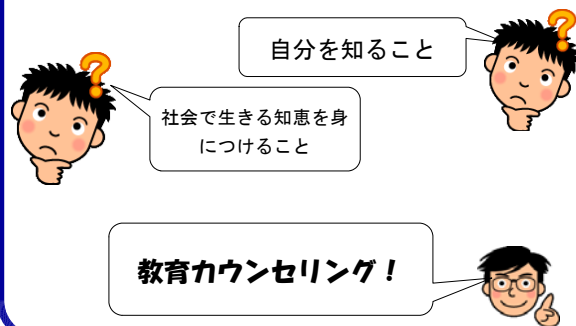 自分を知ること
社会で生きる知恵を身
につけること
教育カウンセリング！